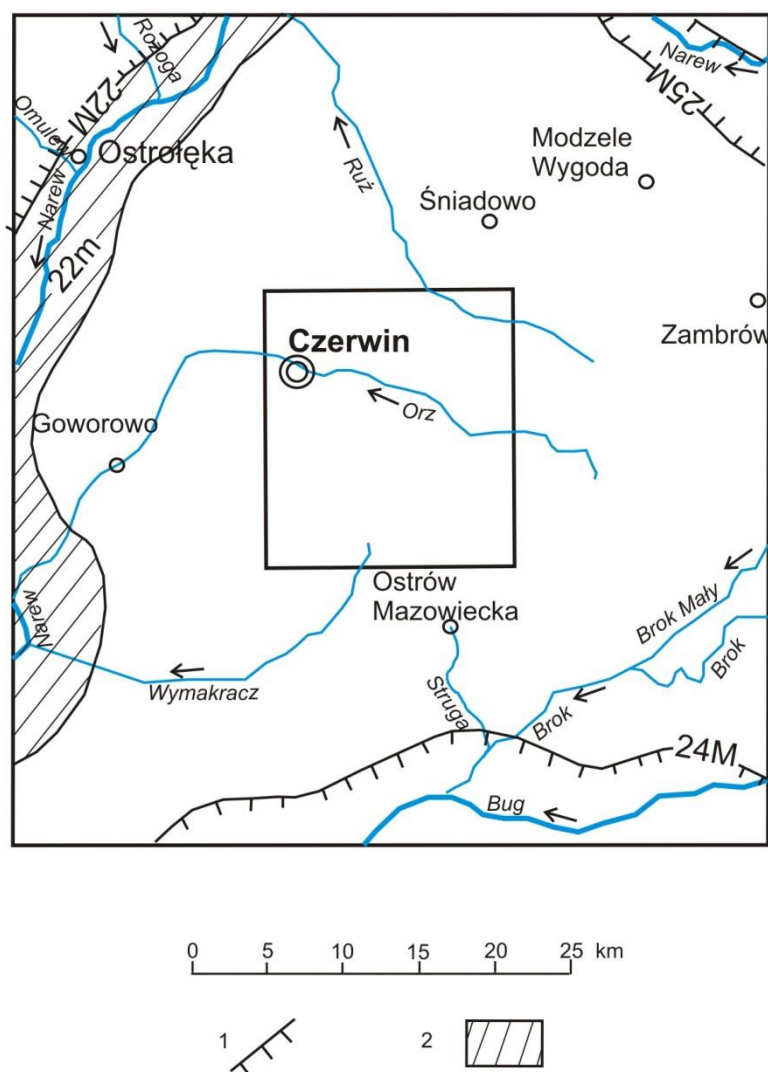 Rozoga
Narew
22M
25M
Omulew
Ostrołęka
Modzele
Wygoda
Ruż
Śniadowo
Narew
22m
Zambrów
Czerwin
Orz
Goworowo
Ostrów
Mazowiecka
Narew
Brok Mały
Brok
Wymakracz
Struga
Brok
24M
Bug
0 5 10 15 20 25 km
1 2